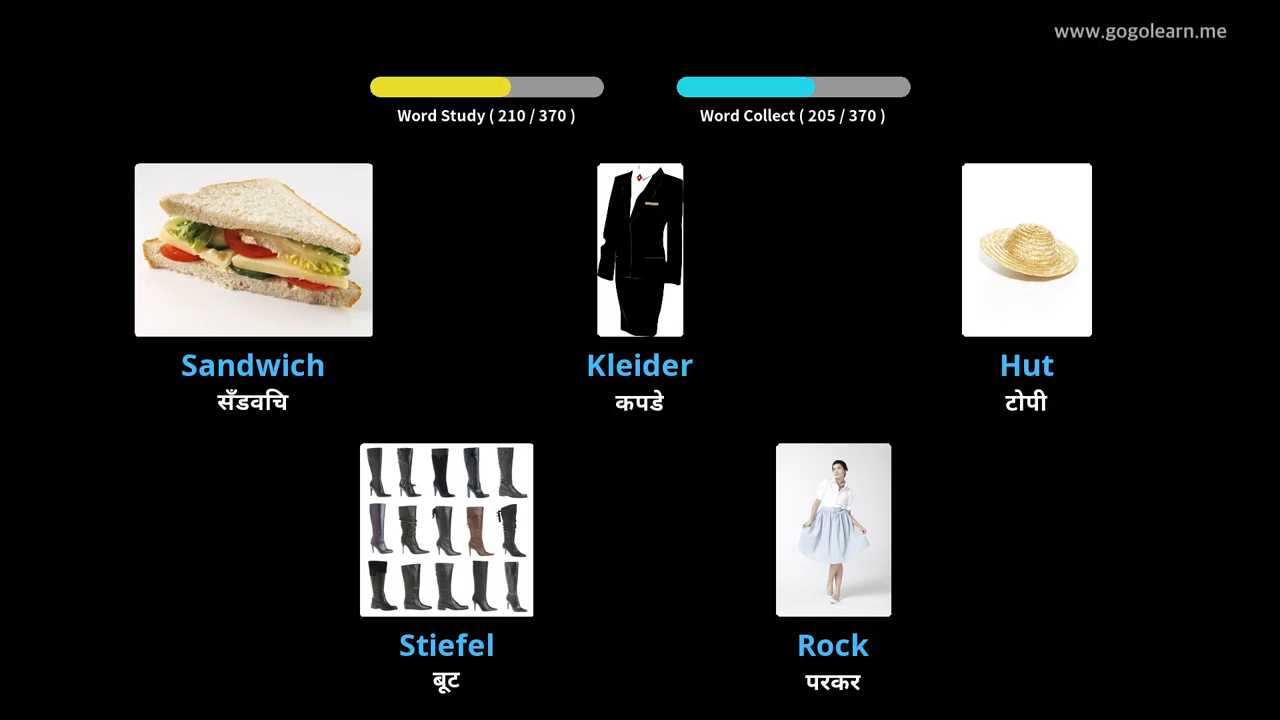 www.gogolearn.me
Word Study ( 210 / 370 )
Word Collect ( 205 / 370 )
Sandwich
सँडवचि
Kleider
कपडे
Hut
टोपी
Stiefel
बूट
Rock
परकर